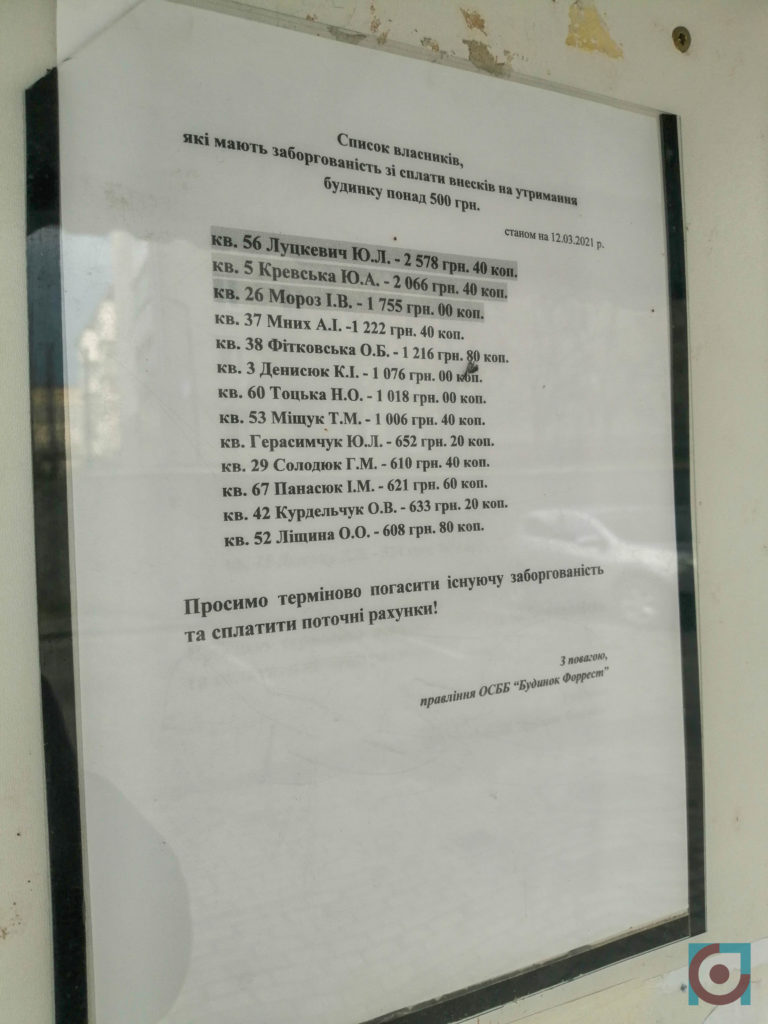 Список власників,
які мають заборгованість зі сплати внесків на утримання
будинку понад 500 грн.
станом на 12.03.2021 р.
кв. 56 Луцкевич Ю.Л. - 2 578 грн. 40 коп.
кв. 5 Кревська Ю.А. - 2 066 грн. 40 коп.
кв. 26 Мороз І.В. - 1 755 грн. 00 коп.
кв. 37 Мних А.І. -1 222 грн. 40 коп.
кв. 38 Фітковська О.Б. - 1 216 грн. 80 коп.
кв. 3 Денисюк К.І. - 1 076 грн. 00 коп.
кв. 60 Тоцька Н.О. - 1 018 грн. 00 коп.
кв. 53 Міщук Т.М. - 1 006 грн. 40 коп.
кв. Герасимчук Ю.Л. - 652 грн. 20 коп.
кв. 29 Солодюк Г.М. - 610 грн. 40 коп.
кв. 67 Панасюк І.М. - 621 грн. 60 коп.
кв. 42 Курдельчук О.В. - 633 грн. 20 коп.
кв. 52 Ліщина О.О. - 608 грн. 80 коп.
Просимо терміново погасити існуючу заборгованість
та сплатити поточні рахунки!
З повагою,
правління ОСББ “Будинок Форрест”